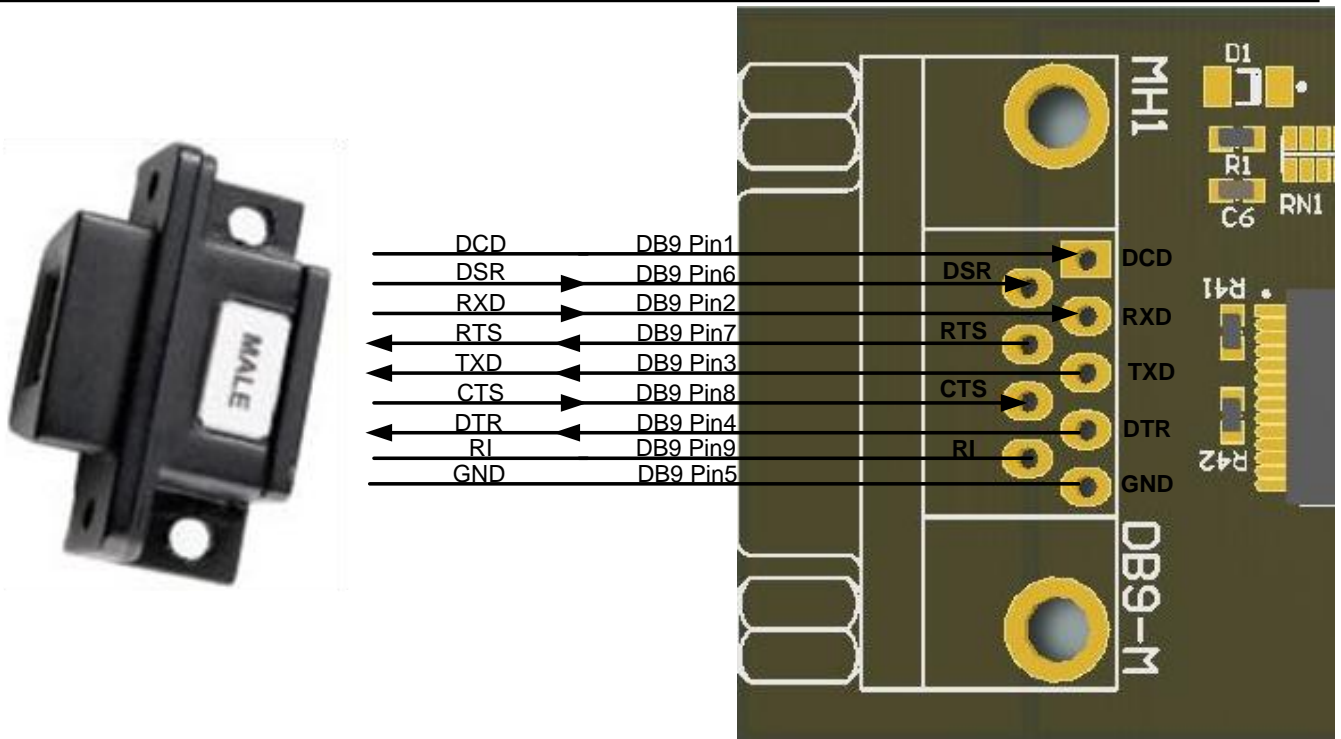 D1
MH1
R1
C6
RN1
DCD DB9 Pin1 DCD
DSR DB9 Pin6 DSR
RXD DB9 Pin2 RXD
RTS DB9 Pin7 RTS
TXD DB9 Pin3 TXD
CTS DB9 Pin8 CTS
DTR DB9 Pin4 DTR
RI DB9 Pin9 RI
GND DB9 Pin5 GND
MALE
R41
R42
DB9-M